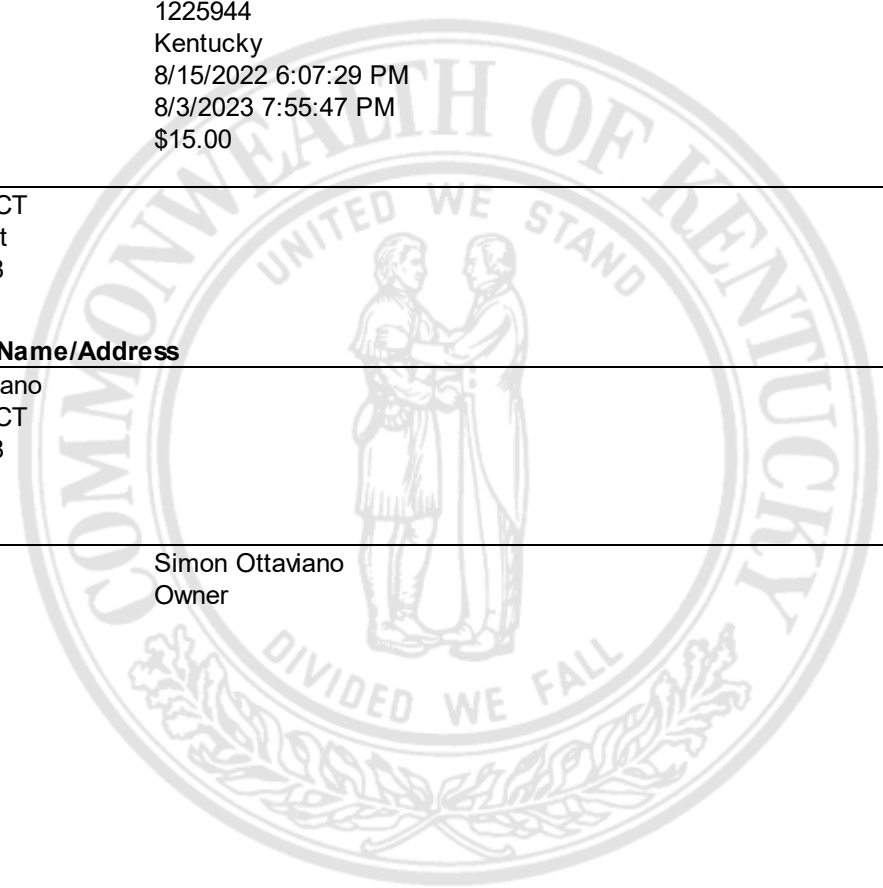 1225944
Kentucky
8/15/2022 6:07:29 PM
8/3/2023 7:55:47 PM
$15.00
CT
t
3
Name/Address
ano
CT
3
Simon Ottaviano
Owner
COMMONWEALTH OF KENTUCKY
UNITED WE STAND
DIVIDED WE FALL